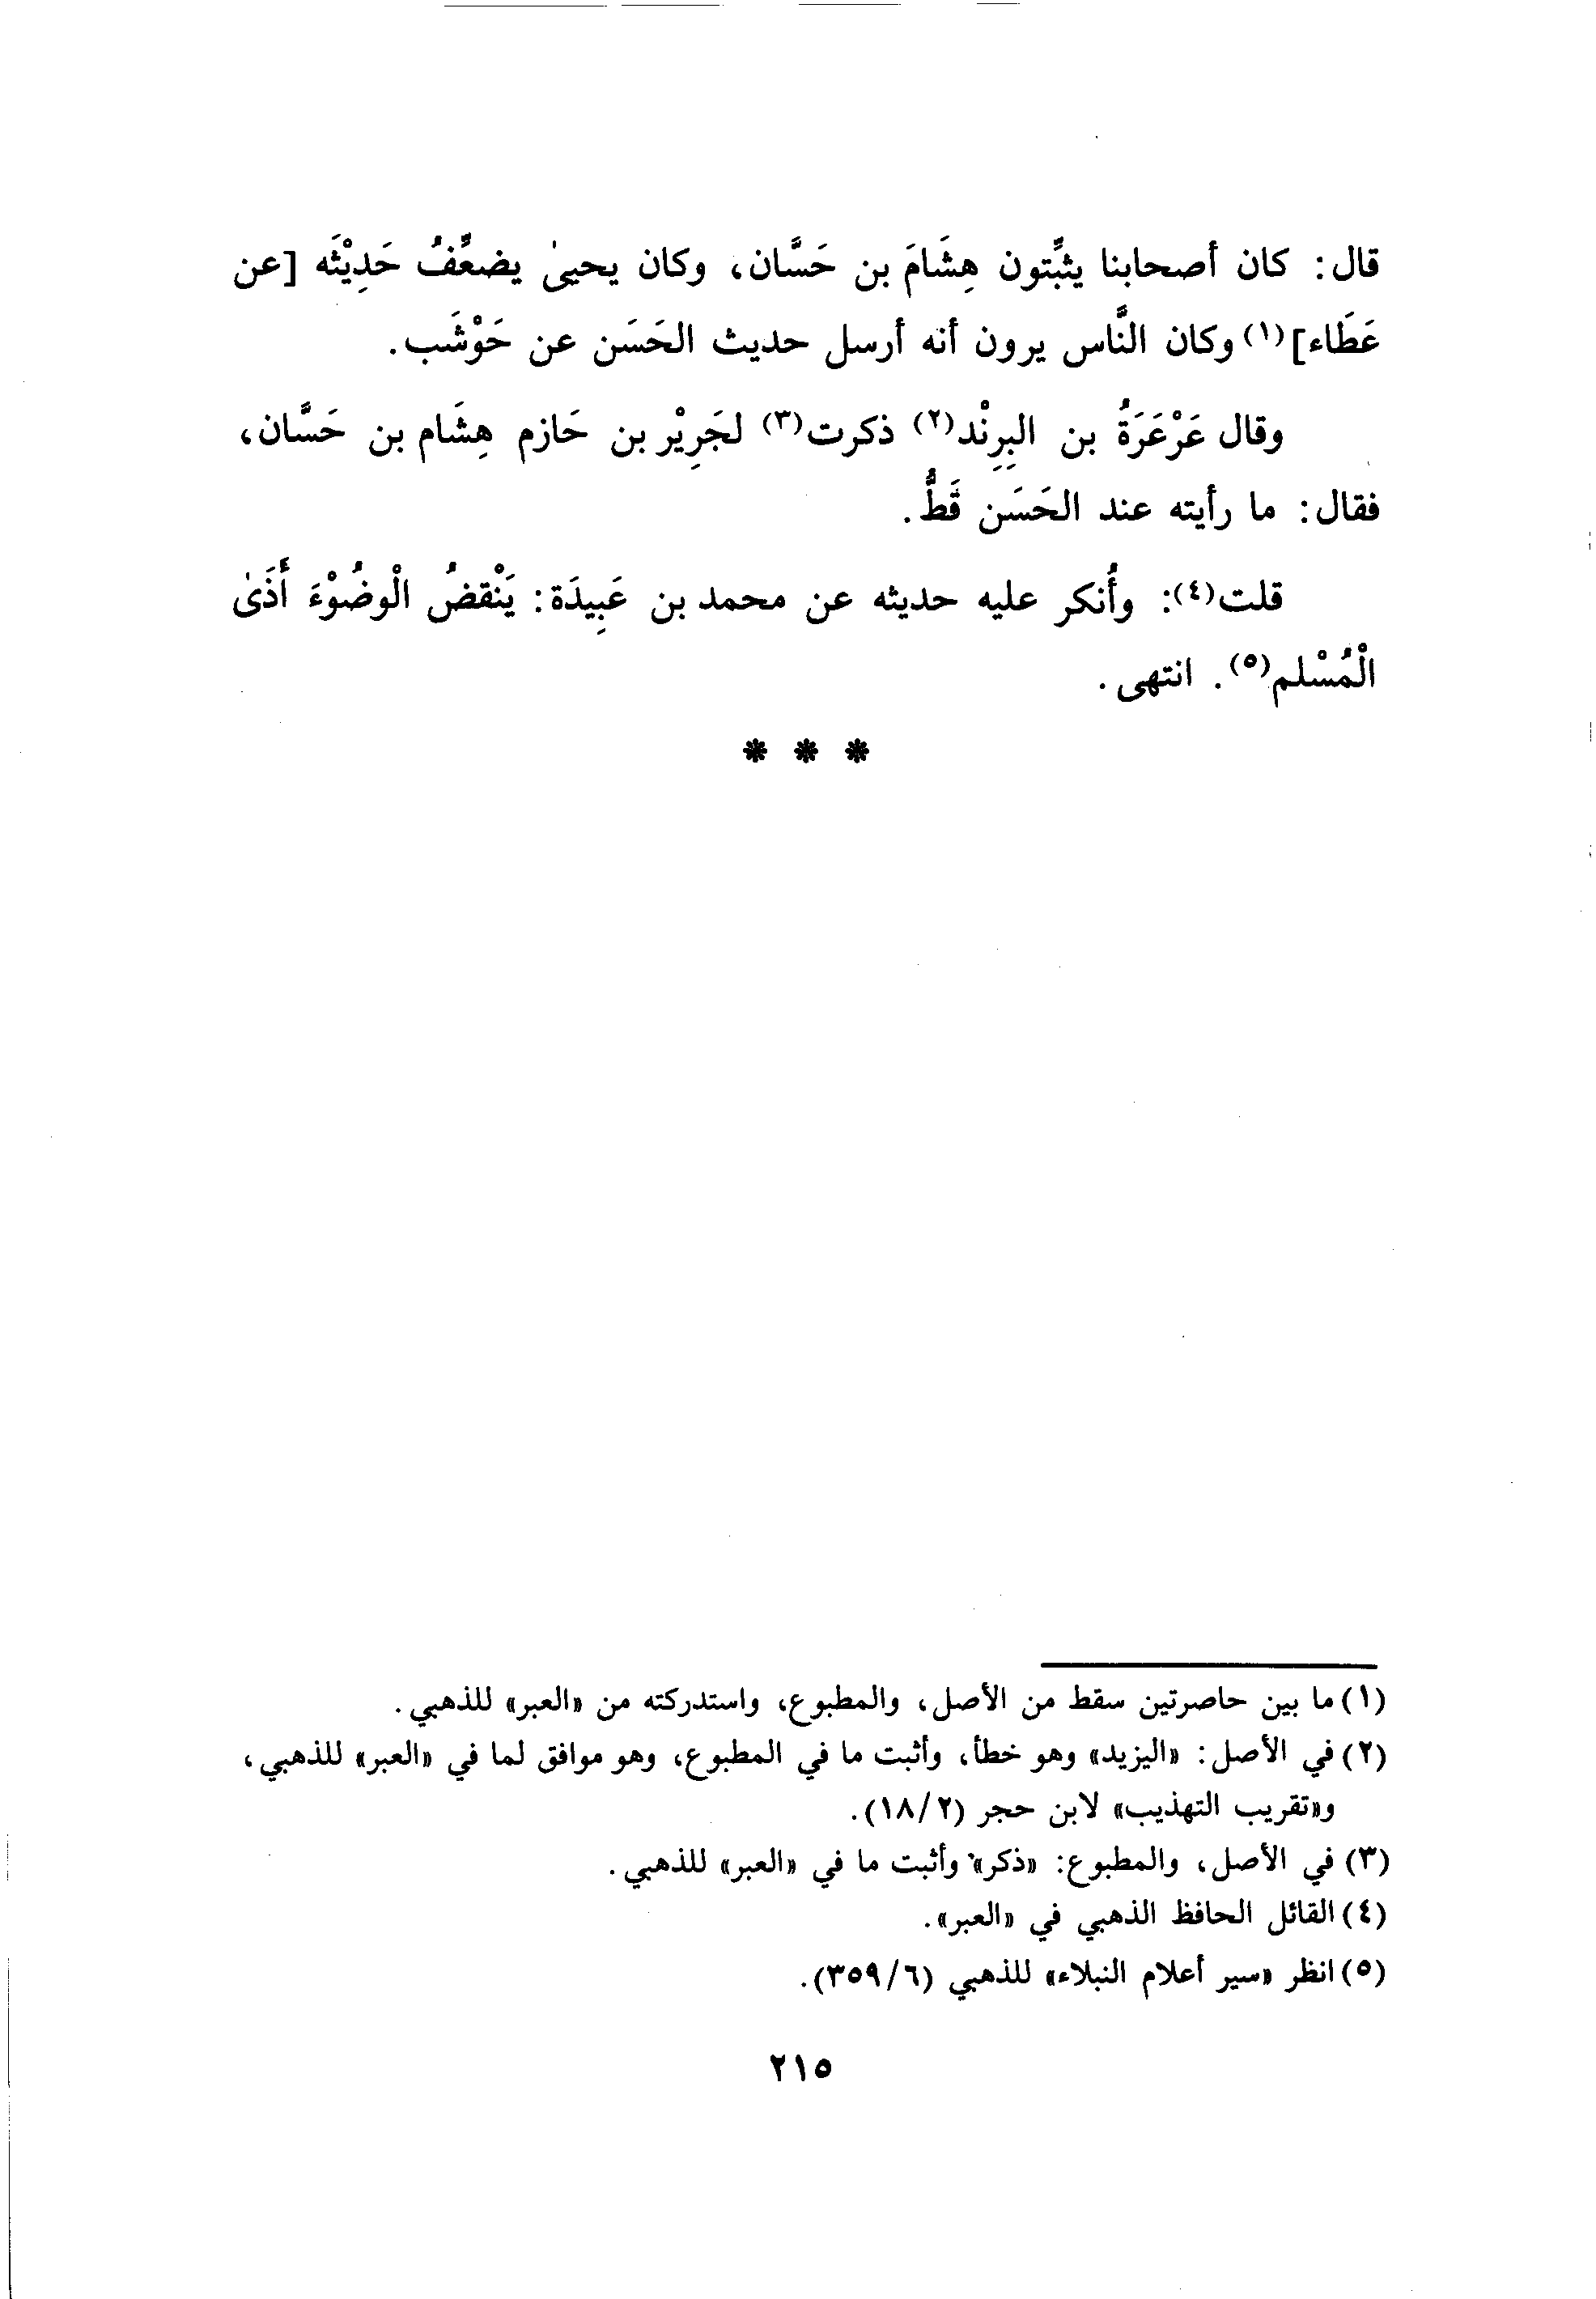 قال: كان أصحابنا يثبِّتون هِشَامَ بن حَسَّان، وكان يحيىٰ يضعِّفُ حَدِيْثَه [عن
عَطَاء]⁽¹⁾ وكان النَّاس يرون أنه أرسل حديث الحَسَن عن حَوْشَب.
وقال عَرْعَرَةُ بن البِرِنْد⁽٢⁾ ذكرت⁽٣⁾ لجَرِيْر بن حَازم هِشَام بن حَسَّان،
فقال: ما رأيته عند الحَسَن قَطُّ.
قلت⁽٤⁾: وأُنكر عليه حديثه عن محمد بن عَبِيدَة: يَنْقضُ الْوضُوْءَ أَذَىٰ
الْمُسْلم⁽٥⁾. انتهى.
* * *
(١) ما بين حاصرتين سقط من الأصل، والمطبوع، واستدركته من «العبر» للذهبي.
(٢) في الأصل: «اليزيد» وهو خطأ، وأثبت ما في المطبوع، وهو موافق لما في «العبر» للذهبي،
و«تقريب التهذيب» لابن حجر (١٨/٢).
(٣) في الأصل، والمطبوع: «ذكر» وأثبت ما في «العبر» للذهبي.
(٤) القائل الحافظ الذهبي في «العبر».
(٥) انظر «سير أعلام النبلاء» للذهبي (٣٥٩/٦).
٢١٥